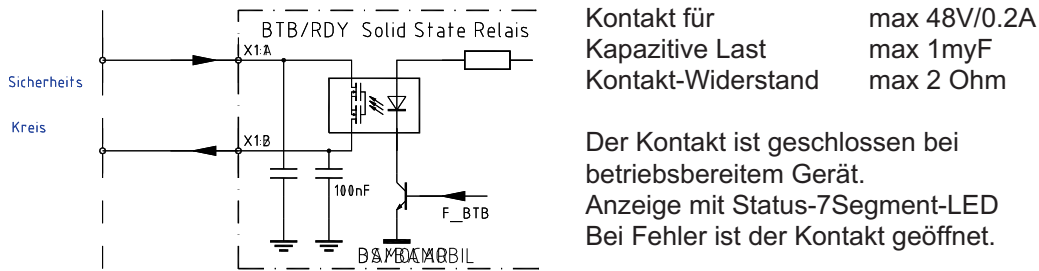 BTB/RDY Solid State Relais
X1:A
Sicherheits
Kreis
X1:B
100nF
F_BTB
Kontakt für max 48V/0.2A
Kapazitive Last max 1myF
Kontakt-Widerstand max 2 Ohm
Der Kontakt ist geschlossen bei
betriebsbereitem Gerät.
Anzeige mit Status-7Segment-LED
Bei Fehler ist der Kontakt geöffnet.